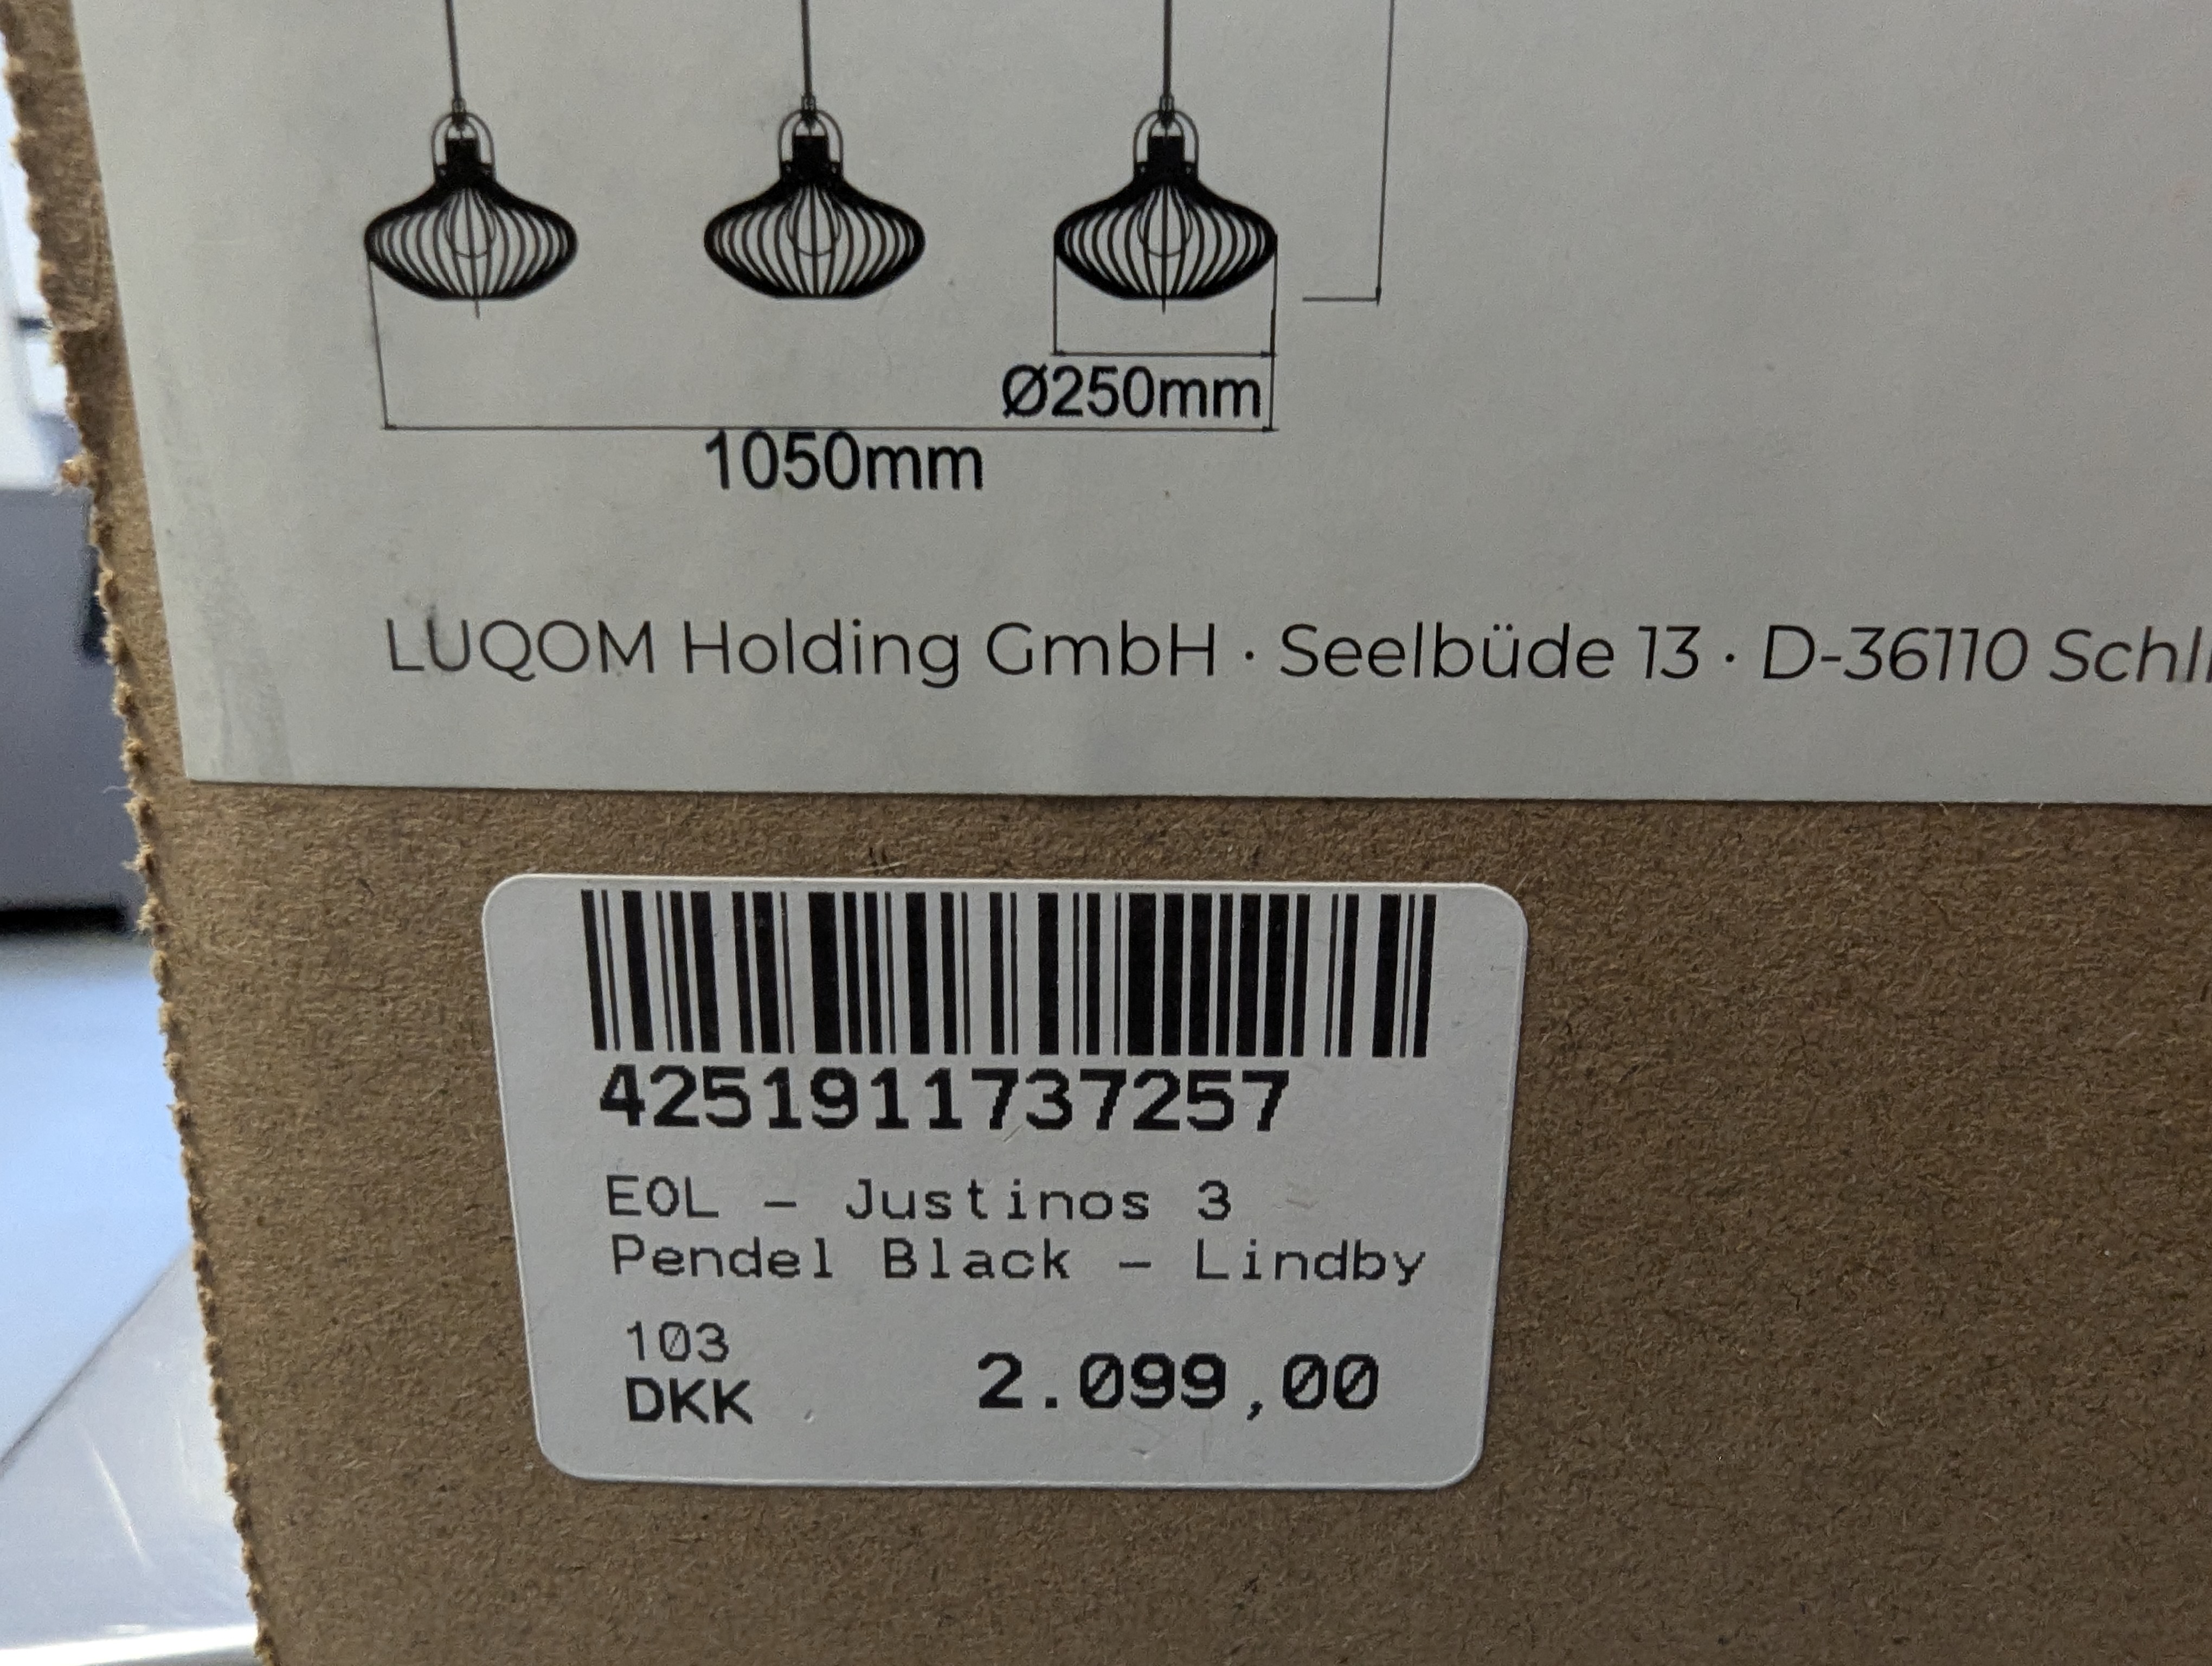 Ø250mm
1050mm
LUQOM Holding GmbH · Seelbüde 13 · D-36110
4251911737257
EOL - Justinos 3
Pendel Black - Lindby
103
DKK 2.099,00